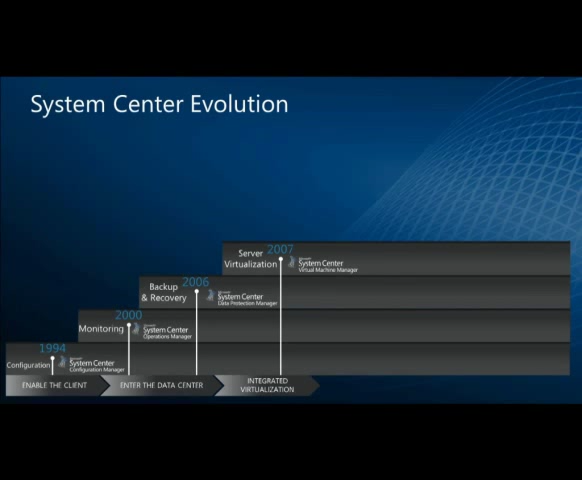 System Center Evolution
Server
Virtualization
2007
System Center
Virtual Machine Manager
Backup
& Recovery
2006
System Center
Data Protection Manager
Monitoring
2000
System Center
Operations Manager
Configuration
1994
System Center
Configuration Manager
ENABLE THE CLIENT
ENTER THE DATA CENTER
INTEGRATED
VIRTUALIZATION